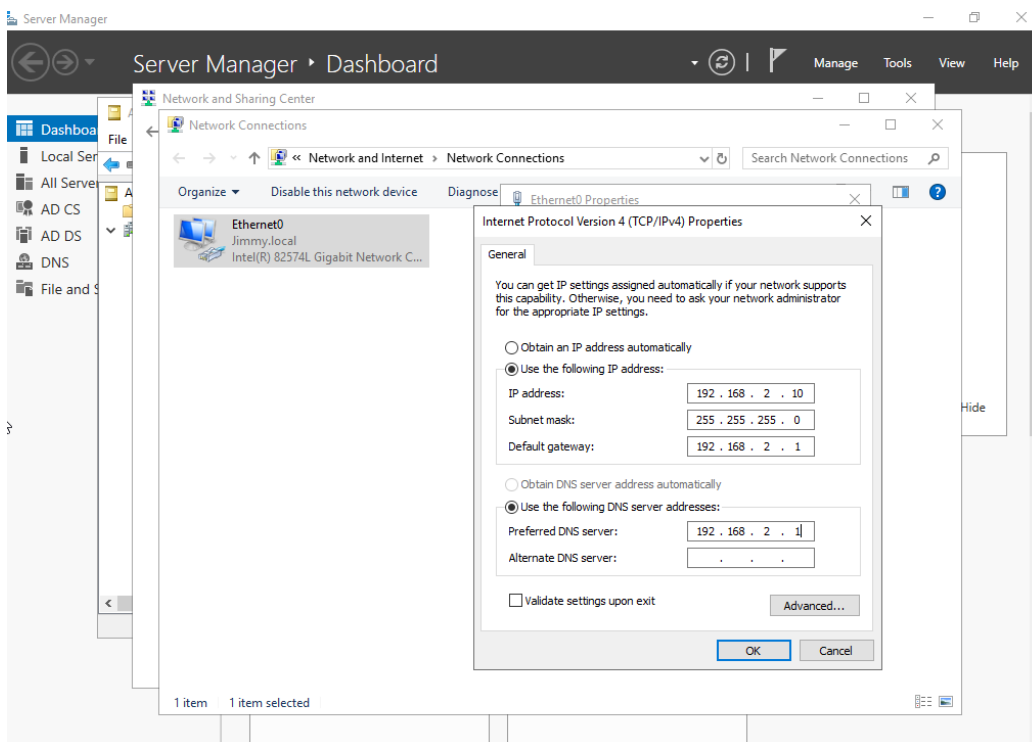 Server Manager
Server Manager ‣ Dashboard
Manage Tools View Help
Network and Sharing Center
Dashboa
Local Ser
All Server
AD CS
AD DS
DNS
File and S
File
Network Connections
« Network and Internet › Network Connections
Search Network Connections
Organize ▾ Disable this network device Diagnose
Ethernet0
Jimmy.local
Intel(R) 82574L Gigabit Network C...
Ethernet0 Properties
Internet Protocol Version 4 (TCP/IPv4) Properties
General
You can get IP settings assigned automatically if your network supports
this capability. Otherwise, you need to ask your network administrator
for the appropriate IP settings.
Obtain an IP address automatically
Use the following IP address:
IP address: 192 . 168 . 2 . 10
Subnet mask: 255 . 255 . 255 . 0
Default gateway: 192 . 168 . 2 . 1
Obtain DNS server address automatically
Use the following DNS server addresses:
Preferred DNS server: 192 . 168 . 2 . 1
Alternate DNS server: . . .
Validate settings upon exit
Advanced...
OK Cancel
Hide
1 item 1 item selected